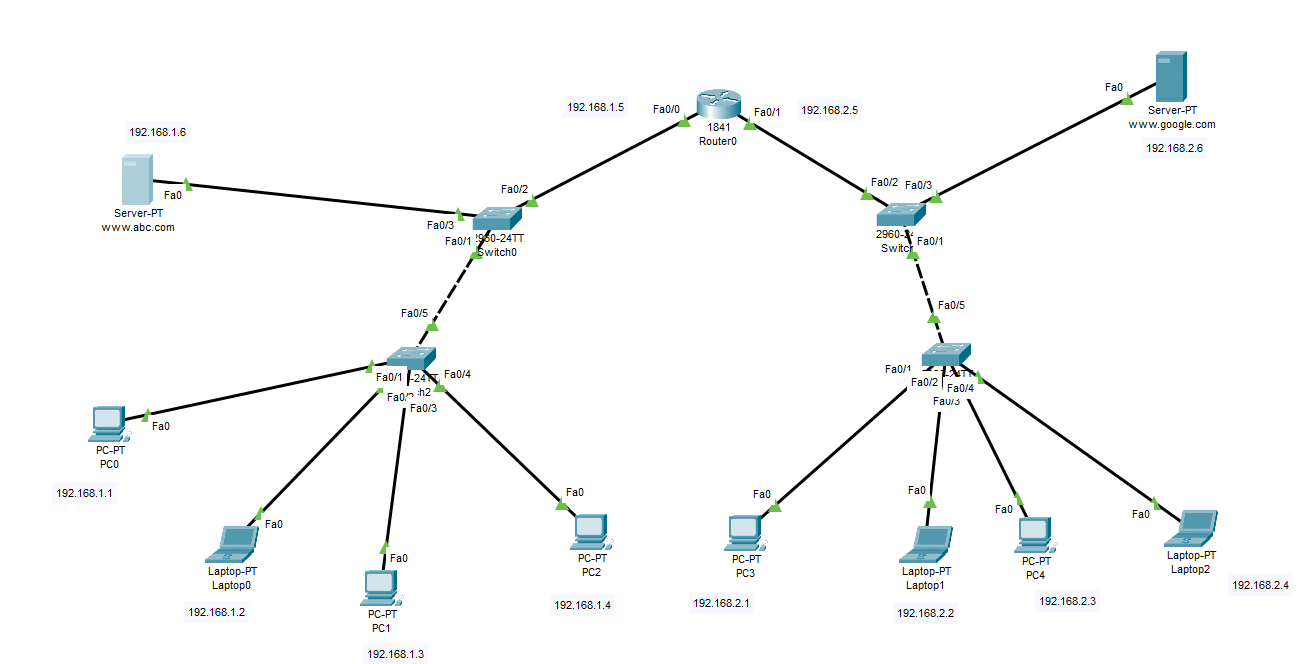 192.168.1.5
Fa0/0
Fa0/1
192.168.2.5
1841
Router0
Fa0
Server-PT
www.google.com
192.168.2.6
192.168.1.6
Fa0
Server-PT
www.abc.com
Fa0/2
Fa0/3
Fa0/1
2960-24TT
Switch0
Fa0/2
Fa0/3
Fa0/1
Fa0/5
Fa0/1
Fa0/3
Fa0/4
Fa0/5
Fa0/1
Fa0/2
Fa0/4
Fa0/3
Fa0
PC-PT
PC0
192.168.1.1
Fa0
Laptop-PT
Laptop0
192.168.1.2
Fa0
PC-PT
PC1
192.168.1.3
Fa0
PC-PT
PC2
192.168.1.4
Fa0
PC-PT
PC3
192.168.2.1
Fa0
Laptop-PT
Laptop1
192.168.2.2
Fa0
PC-PT
PC4
192.168.2.3
Fa0
Laptop-PT
Laptop2
192.168.2.4